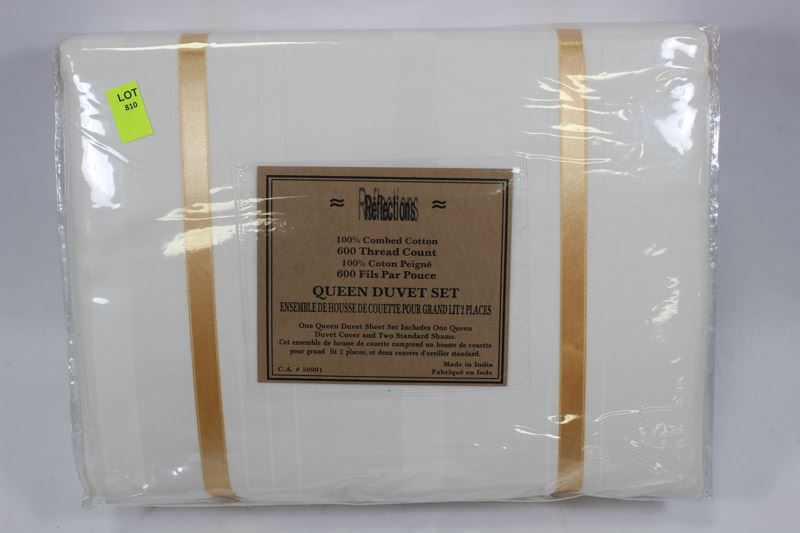 LOT
810
≈ Réflections ≈
100% Combed Cotton
600 Thread Count
100% Coton Peigné
600 Fils Par Pouce
QUEEN DUVET SET
ENSEMBLE DE HOUSSE DE COUETTE POUR GRAND LIT 2 PLACES
One Queen Duvet Sheet Set Includes One Queen
Duvet Cover and Two Standard Shams.
Cet ensemble de housse de couette comprend un housse de couette
pour grand lit 2 places, et deux couvres d'oreiller standard.
Made in India
C.A. # 50991 Fabriqué en Inde